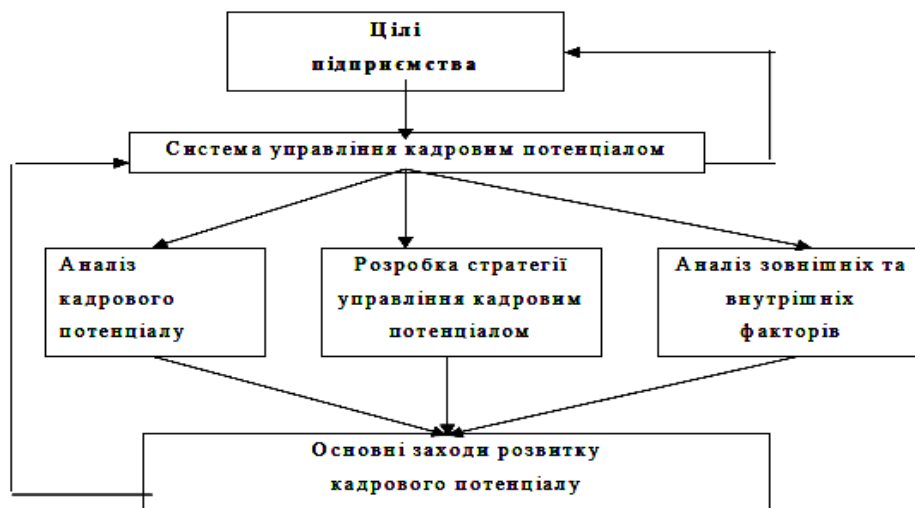 Цілі
підприємства
Система управління кадровим потенціалом
Аналіз
кадрового
потенціалу
Розробка стратегії
управління кадровим
потенціалом
Аналіз зовнішніх та
внутрішніх
факторів
Основні заходи розвитку
кадрового потенціалу